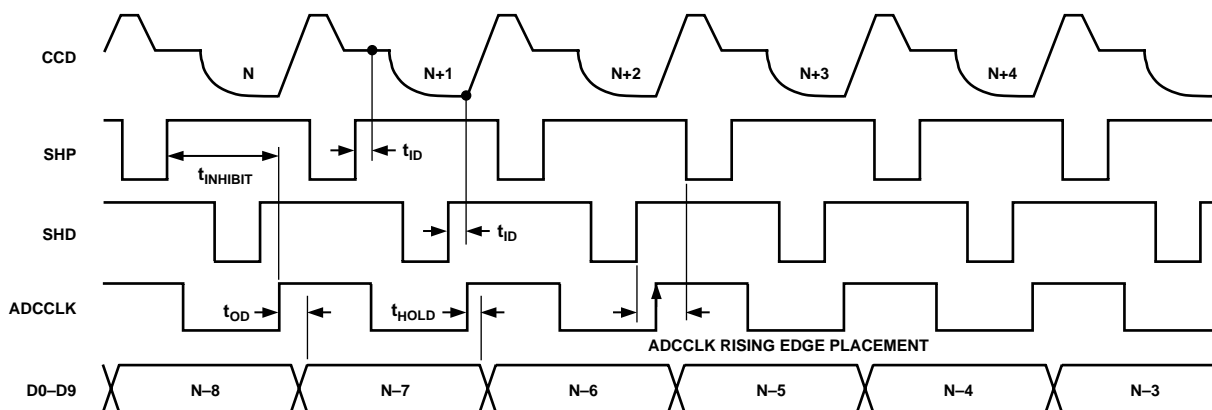 CCD
N
N+1
N+2
N+3
N+4
SHP
tINHIBIT
tID
SHD
tID
ADCCLK
tOD
tHOLD
ADCCLK RISING EDGE PLACEMENT
D0–D9
N–8
N–7
N–6
N–5
N–4
N–3